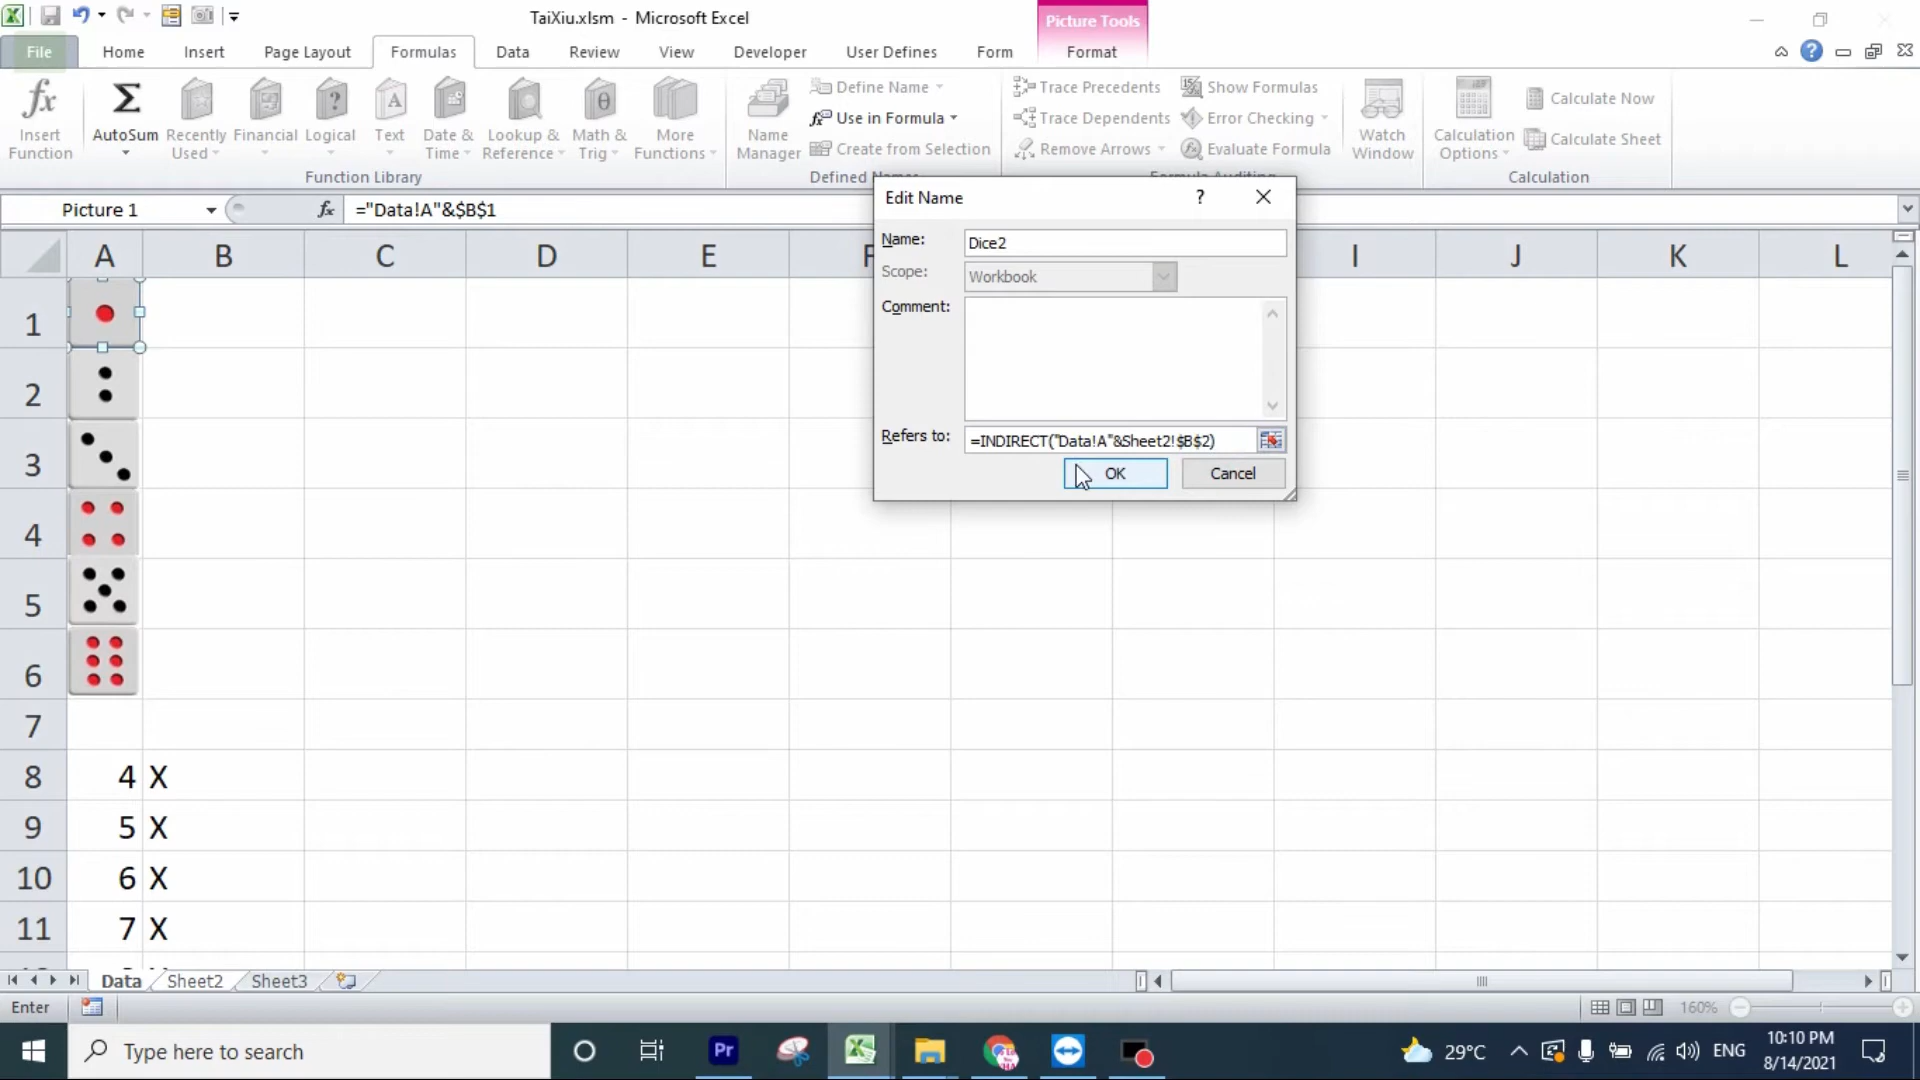 TaiXiu.xlsm - Microsoft Excel
Picture Tools
File Home Insert Page Layout Formulas Data Review View Developer User Defines Form Format
fx Insert Function
Σ AutoSum
Recently Used
Financial
? Logical
A Text
Date & Time
Lookup & Reference
θ Math & Trig
More Functions
Function Library
Name Manager
Define Name
Use in Formula
Create from Selection
Trace Precedents
Trace Dependents
Remove Arrows
Show Formulas
Error Checking
Evaluate Formula
Watch Window
Calculation Options
Calculate Now
Calculate Sheet
Calculation
Picture 1 fx ="Data!A"&$B$1
Edit Name ?
Name: Dice2
Scope: Workbook
Comment:
Refers to: =INDIRECT("Data!A"&Sheet2!$B$2)
OK Cancel
A B C D E I J K L
1
2
3
4
5
6
7
8 4 X
9 5 X
10 6 X
11 7 X
Data Sheet2 Sheet3
Enter 160%
Type here to search
Pr
29°C ENG 10:10 PM
8/14/2021